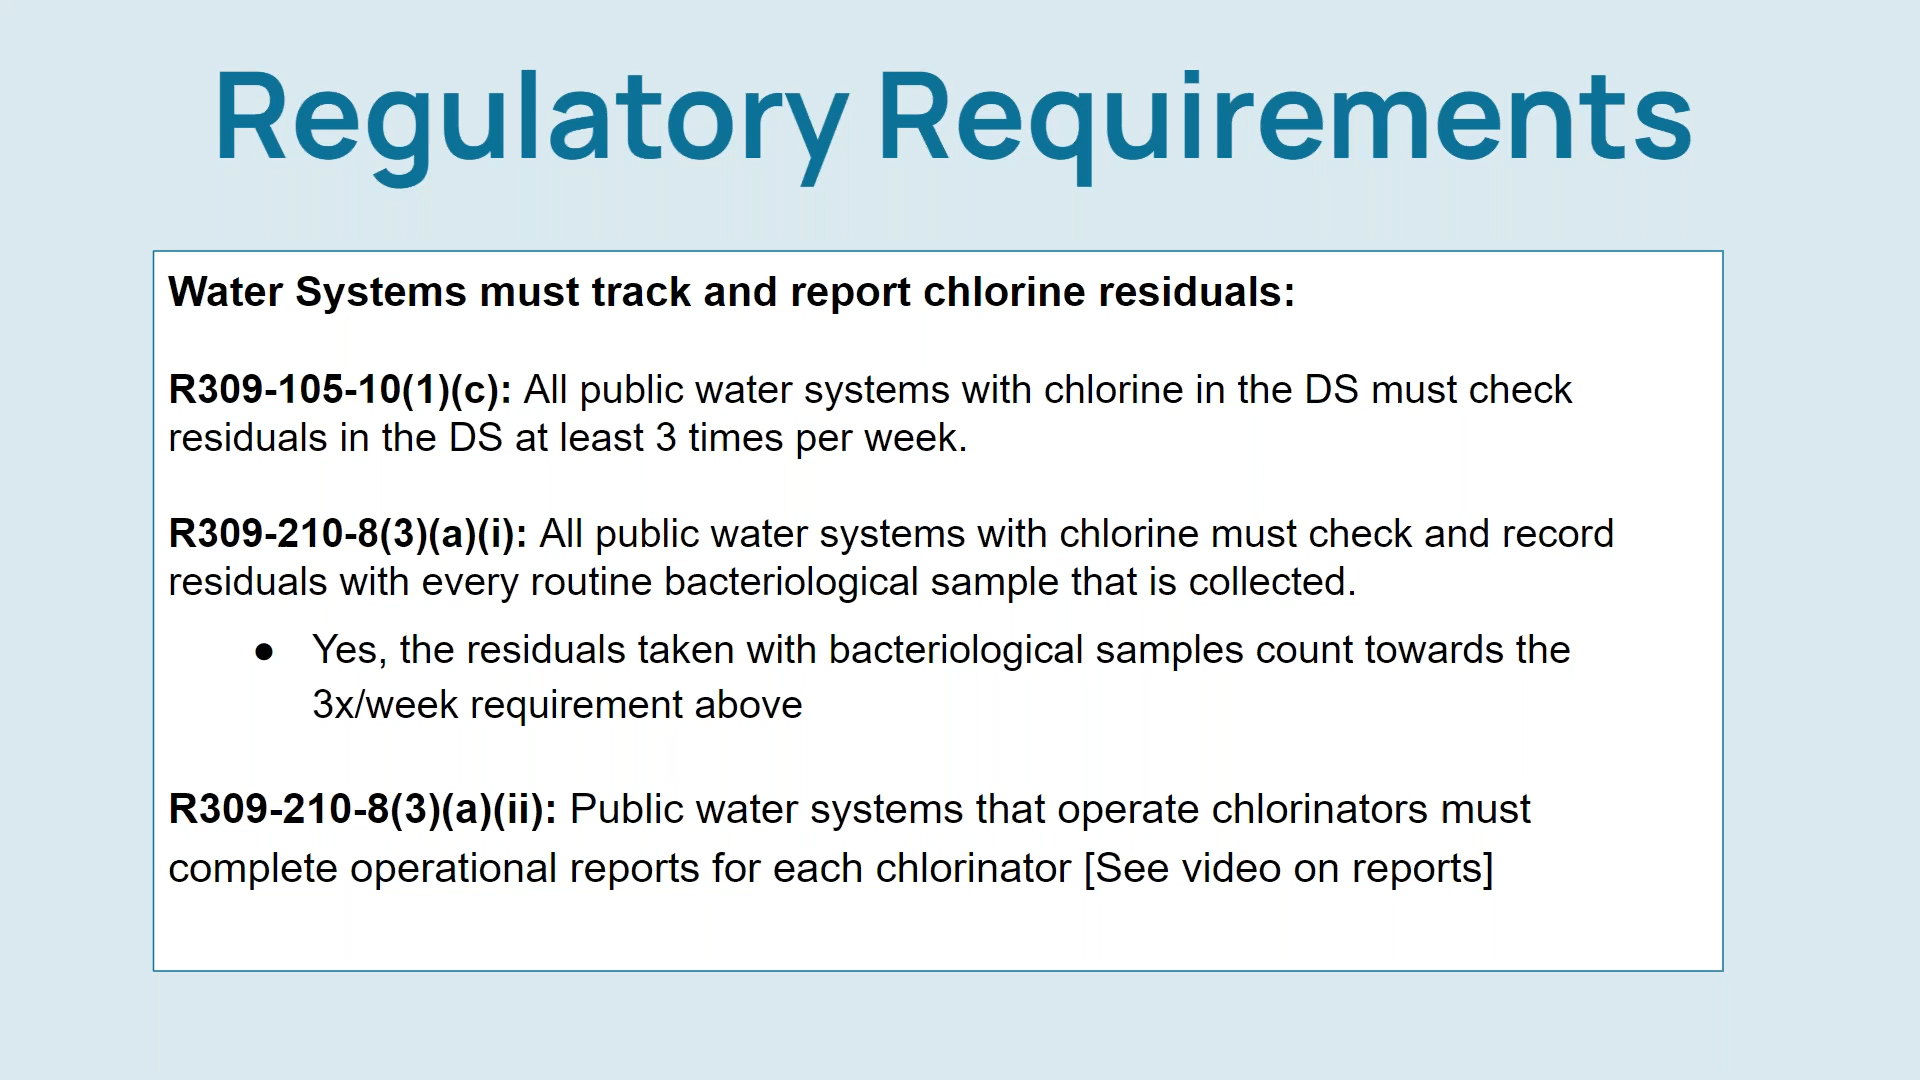 Regulatory Requirements
Water Systems must track and report chlorine residuals:
R309-105-10(1)(c): All public water systems with chlorine in the DS must check
residuals in the DS at least 3 times per week.
R309-210-8(3)(a)(i): All public water systems with chlorine must check and record
residuals with every routine bacteriological sample that is collected.
● Yes, the residuals taken with bacteriological samples count towards the
3x/week requirement above
R309-210-8(3)(a)(ii): Public water systems that operate chlorinators must
complete operational reports for each chlorinator [See video on reports]